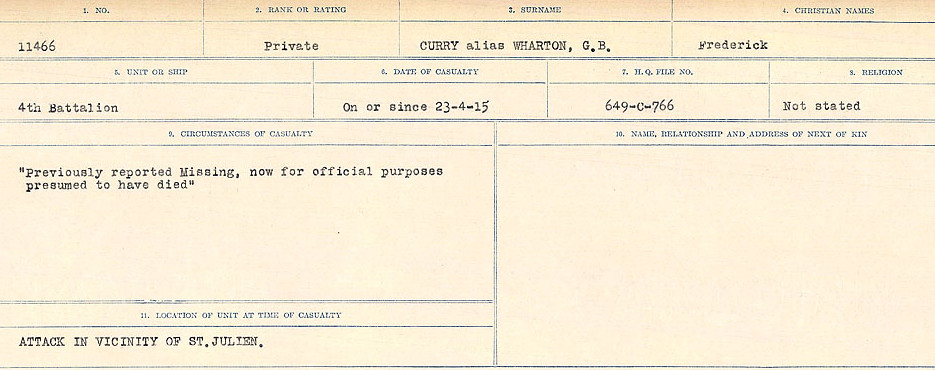 1. NO.
2. RANK OR RATING
3. SURNAME
4. CHRISTIAN NAMES
11466
Private
CURRY alias WHARTON, G.B.
Frederick
5. UNIT OR SHIP
6. DATE OF CASUALTY
7. H.Q. FILE NO.
8. RELIGION
4th Battalion
On or since 23-4-15
649-C-766
Not stated
9. CIRCUMSTANCES OF CASUALTY
10. NAME, RELATIONSHIP AND ADDRESS OF NEXT OF KIN
"Previously reported Missing, now for official purposes
presumed to have died"
11. LOCATION OF UNIT AT TIME OF CASUALTY
ATTACK IN VICINITY OF ST.JULIEN.